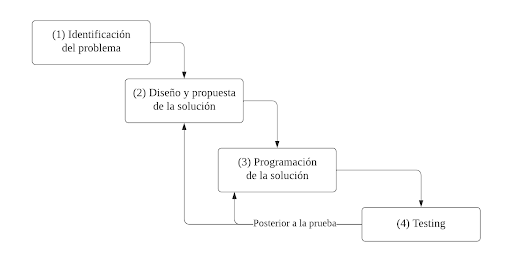 (1) Identificación
del problema
(2) Diseño y propuesta
de la solución
(3) Programación
de la solución
(4) Testing
Posterior a la prueba